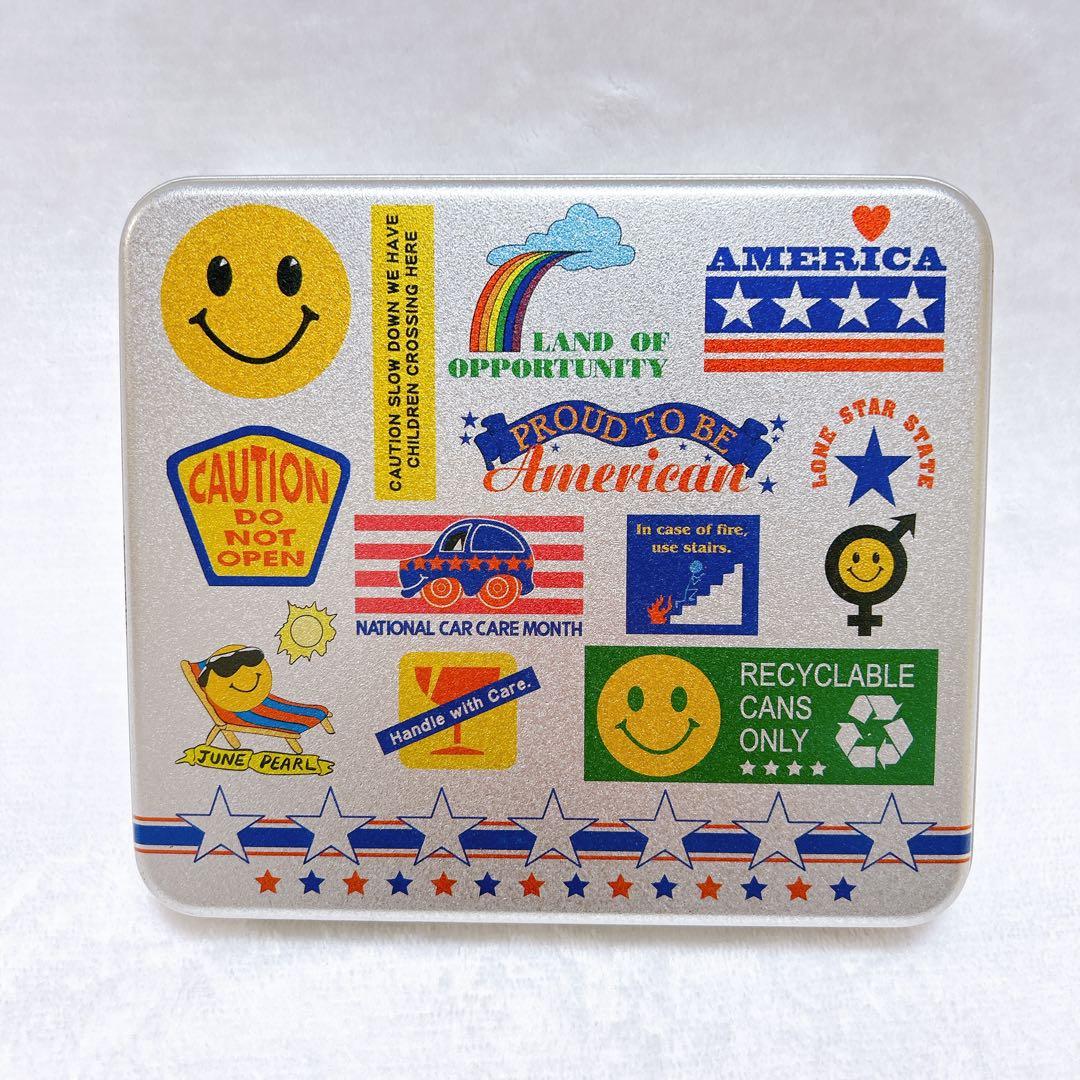 CAUTION SLOW DOWN WE HAVE
CHILDREN CROSSING HERE
LAND OF
OPPORTUNITY
AMERICA
PROUD TO BE
American
LONE STAR STATE
CAUTION
DO
NOT
OPEN
NATIONAL CAR CARE MONTH
In case of fire,
use stairs.
JUNE PEARL
Handle with Care.
RECYCLABLE
CANS
ONLY